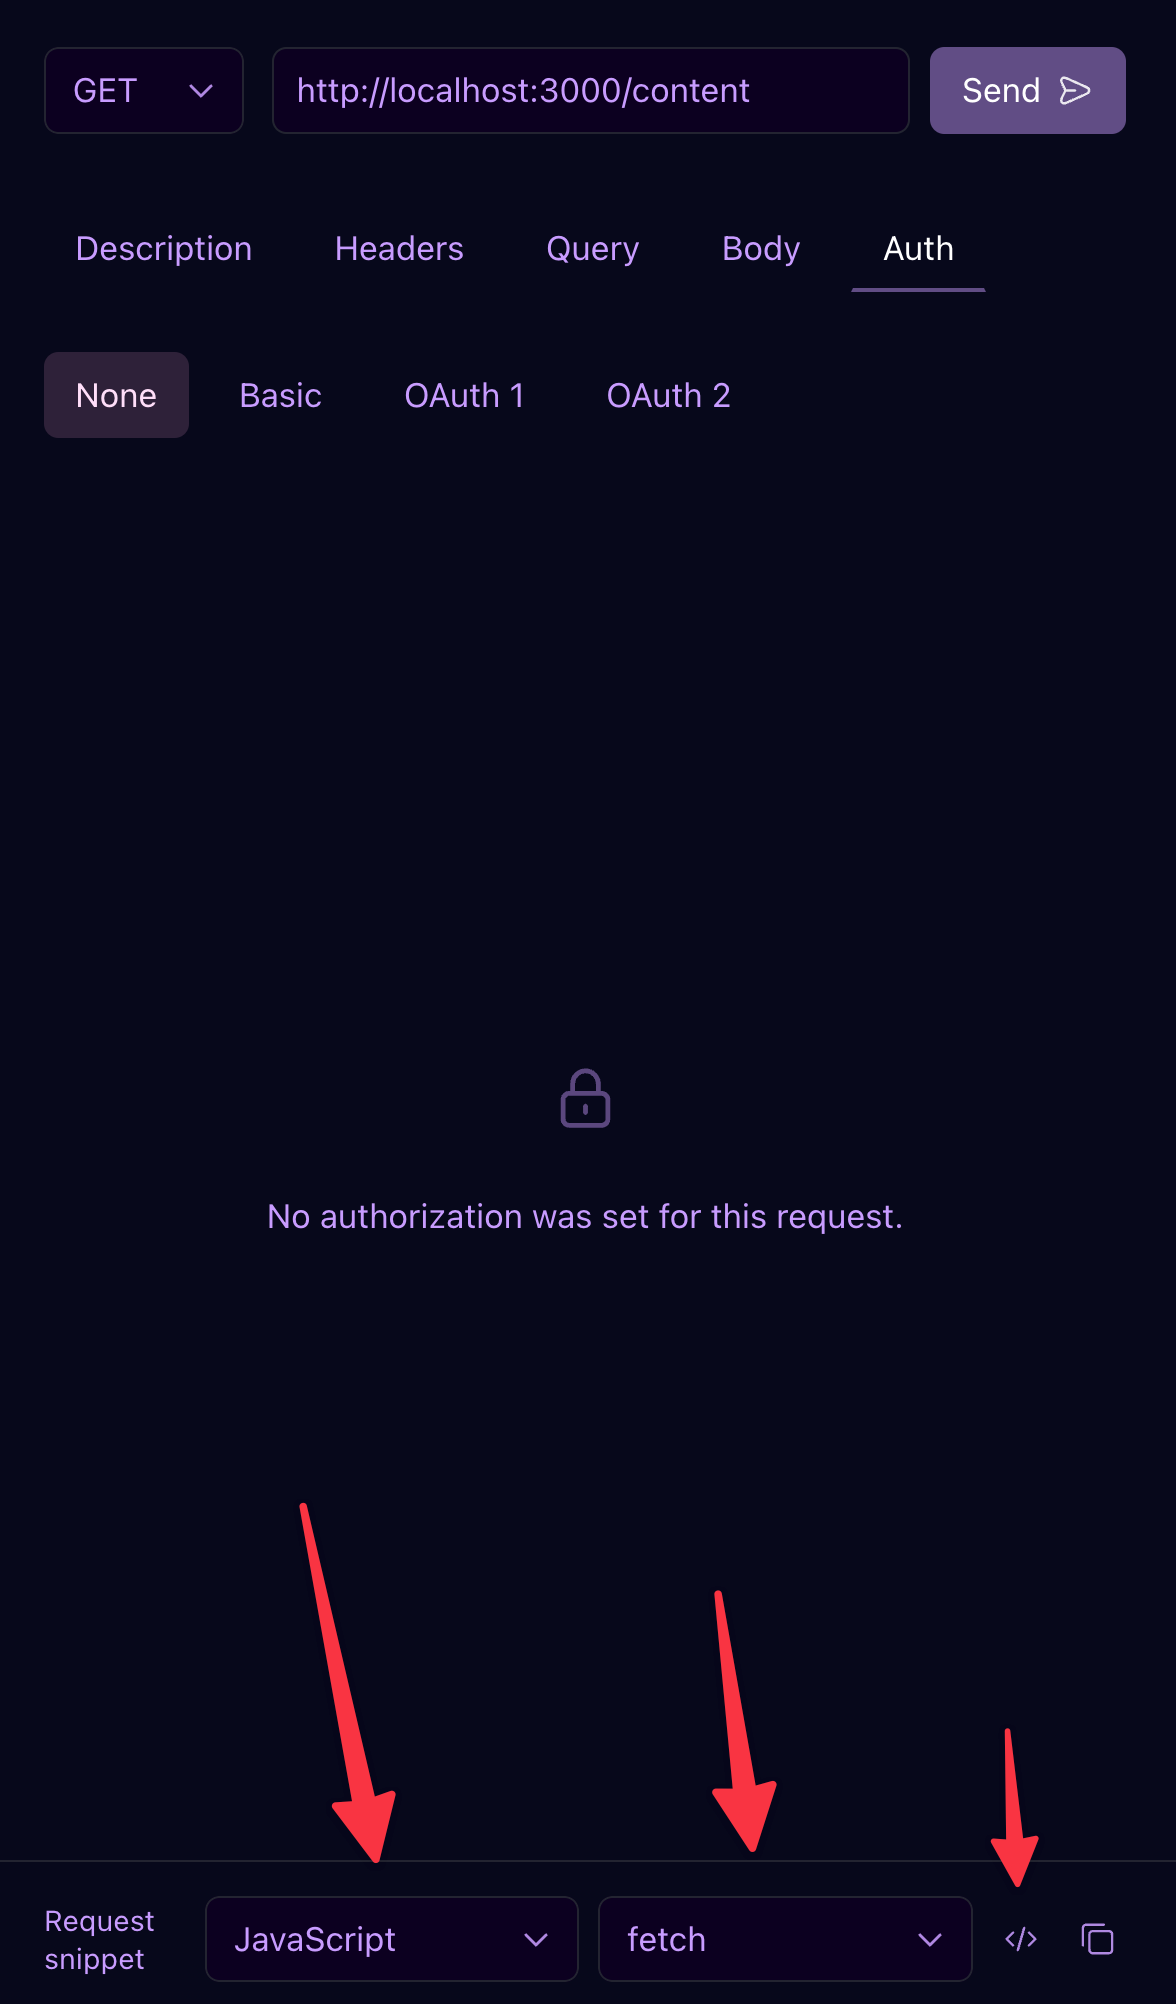 GET
http://localhost:3000/content
Send
Description
Headers
Query
Body
Auth
None
Basic
OAuth 1
OAuth 2
No authorization was set for this request.
Request
snippet
JavaScript
fetch